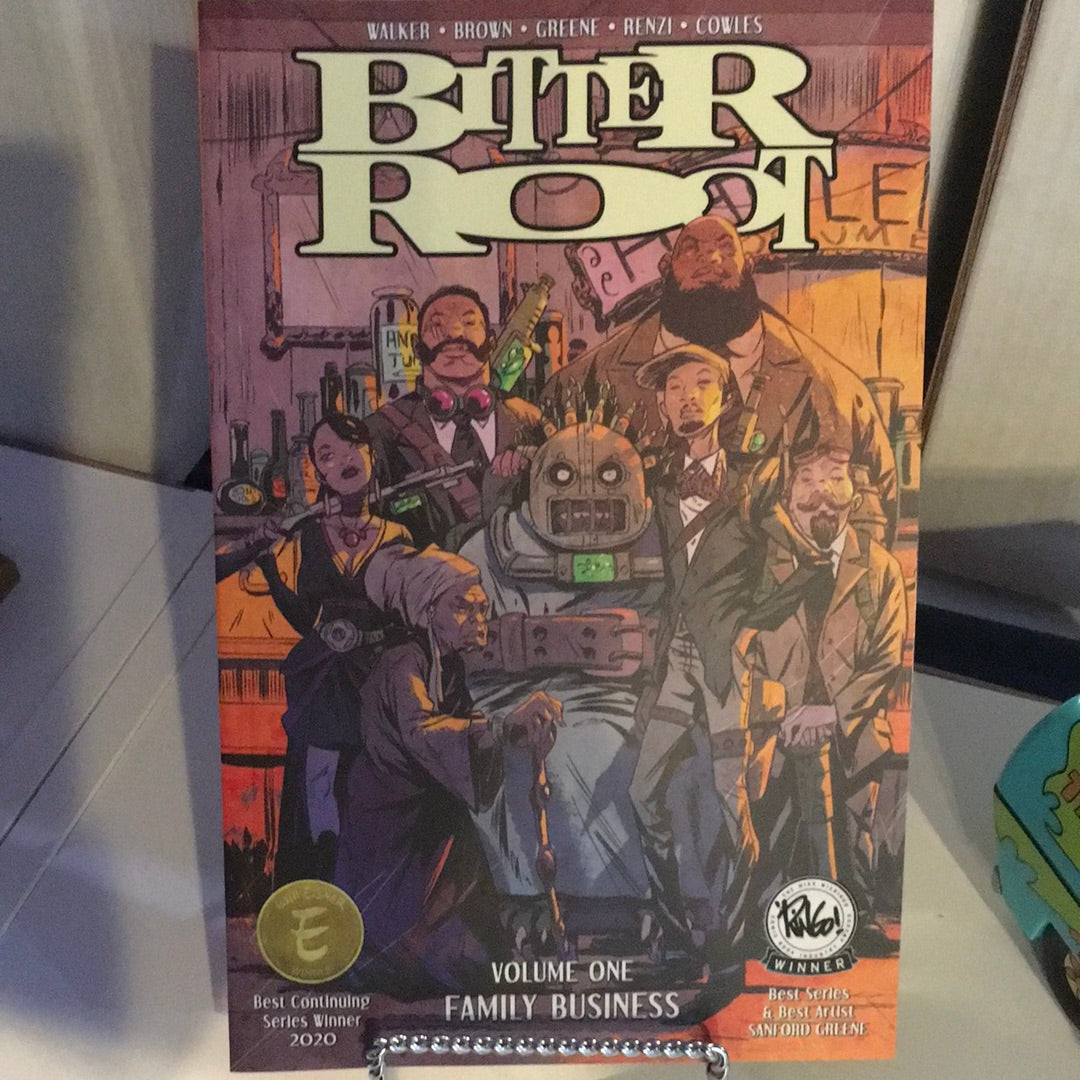 WALKER • BROWN • GREENE • RENZI • COWLES
BITTER
ROOT
VOLUME ONE
FAMILY BUSINESS
E
Best Continuing
Series Winner
2020
RINGO!
WINNER
Best Series
& Best Artist
SANFORD GREENE